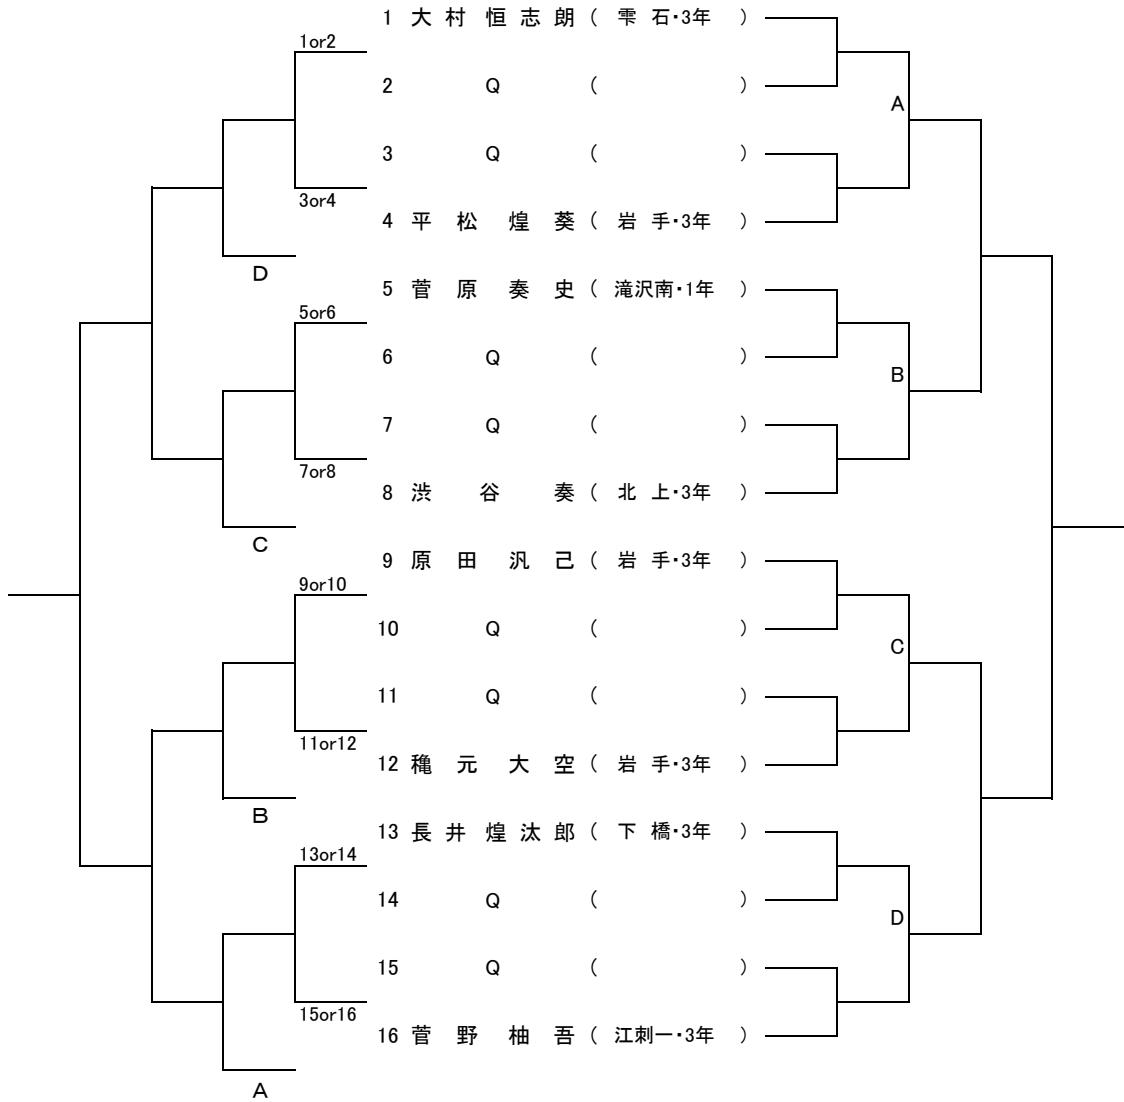 1 大村恒志朗 ( 雫石・3年 )
1or2
2 Q ( )
A
3 Q ( )
3or4
4 平松煌葵 ( 岩手・3年 )
D
5 菅原奏史 ( 滝沢南・1年 )
5or6
6 Q ( )
B
7 Q ( )
7or8
8 渋谷奏 ( 北上・3年 )
C
9 原田汎己 ( 岩手・3年 )
9or10
10 Q ( )
C
11 Q ( )
11or12
12 穐元大空 ( 岩手・3年 )
B
13 長井煌汰郎 ( 下橋・3年 )
13or14
14 Q ( )
D
15 Q ( )
15or16
16 菅野柚吾 ( 江刺一・3年 )
A